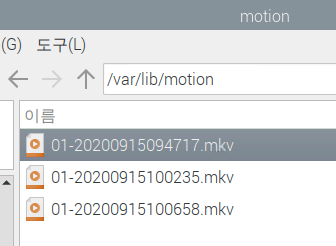 motion
(G) 도구(L)
/var/lib/motion
이름
01-20200915094717.mkv
01-20200915100235.mkv
01-20200915100658.mkv